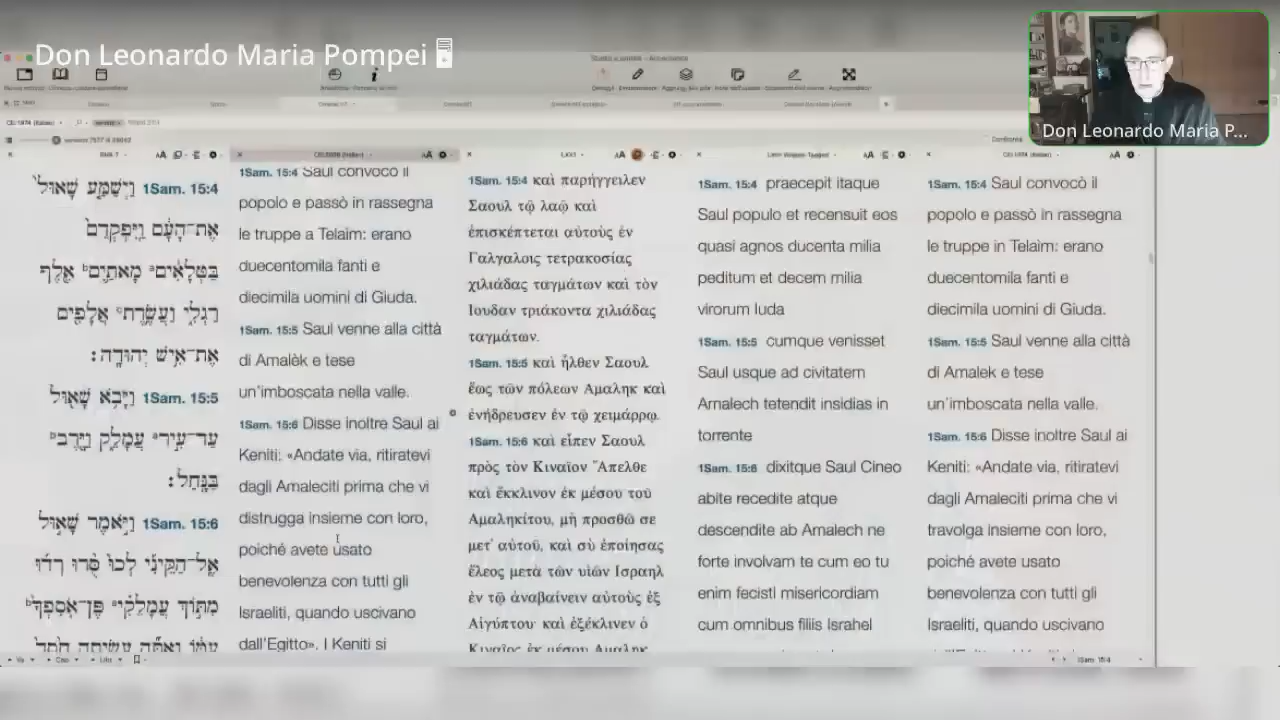 Don Leonardo Maria Pompei
Don Leonardo Maria P...
1Sam. 15:4 וַיְשַׁמַּ֤ע שָׁאוּל֙
אֶת־הָעָ֔ם וַֽיִּפְקְדֵם֙
בַּטְּלָאִ֔ים מָאתַ֥יִם אֶ֖לֶף
רַגְלִ֑י וַעֲשֶׂ֥רֶת אֲלָפִ֖ים
אֶת־אִ֥ישׁ יְהוּדָֽה׃
1Sam. 15:5 וַיָּבֹ֥א שָׁא֖וּל
עַד־עִ֣יר עֲמָלֵ֑ק וַיָּ֖רֶב
בַּנָּֽחַל׃
1Sam. 15:6 וַיֹּ֣אמֶר שָׁא֣וּל
אֶֽל־הַקֵּינִ֡י לְכוּ֩ סֻּ֨רוּ רְד֜וּ
מִתּ֣וֹךְ עֲמָלֵקִ֗י פֶּן־אֹֽסִפְךָ֙
עִמּ֔וֹ וְאַתָּ֞ה עָשִׂ֤יתָה חֶ֙סֶד֙
1Sam. 15:4 Saul convocò il
popolo e passò in rassegna
le truppe a Telaìm: erano
duecentomila fanti e
diecimila uomini di Giuda.
1Sam. 15:5 Saul venne alla città
di Amalèk e tese
un'imboscata nella valle.
1Sam. 15:6 Disse inoltre Saul ai
Keniti: «Andate via, ritiratevi
dagli Amaleciti prima che vi
distrugga insieme con loro,
poiché avete usato
benevolenza con tutti gli
Israeliti, quando uscivano
dall'Egitto». I Keniti si
1Sam. 15:4 καὶ παρήγγειλεν
Σαουλ τῷ λαῷ καὶ
ἐπισκέπτεται αὐτοὺς ἐν
Γαλγαλοις τετρακοσίας
χιλιάδας ταγμάτων καὶ τὸν
Ιουδαν τριάκοντα χιλιάδας
ταγμάτων.
1Sam. 15:5 καὶ ἦλθεν Σαουλ
ἕως τῶν πόλεων Αμαληκ καὶ
ἐνήδρευσεν ἐν τῷ χειμάρρῳ.
1Sam. 15:6 καὶ εἶπεν Σαουλ
πρὸς τὸν Κιναῖον Ἄπελθε
καὶ ἔκκλινον ἐκ μέσου τοῦ
Αμαληκίτου, μὴ προσθῶ σε
μετ᾽ αὐτοῦ, καὶ σὺ ἐποίησας
ἔλεος μετὰ τῶν υἱῶν Ισραηλ
ἐν τῷ ἀναβαίνειν αὐτοὺς ἐξ
Αἰγύπτου· καὶ ἐξέκλινεν ὁ
Κιναῖος ἐκ μέσου Αμαληκ.
1Sam. 15:4 praecepit itaque
Saul populo et recensuit eos
quasi agnos ducenta milia
peditum et decem milia
virorum Iuda
1Sam. 15:5 cumque venisset
Saul usque ad civitatem
Amalech tetendit insidias in
torrente
1Sam. 15:6 dixitque Saul Cineo
abite recedite atque
descendite ab Amalech ne
forte involvam te cum eo tu
enim fecisti misericordiam
cum omnibus filiis Israhel
1Sam. 15:4 Saul convocò il
popolo e passò in rassegna
le truppe in Telaìm: erano
duecentomila fanti e
diecimila uomini di Giuda.
1Sam. 15:5 Saul venne alla città
di Amalek e tese
un'imboscata nella valle.
1Sam. 15:6 Disse inoltre Saul ai
Keniti: «Andate via, ritiratevi
dagli Amaleciti prima che vi
travolga insieme con loro,
poiché avete usato
benevolenza con tutti gli
Israeliti, quando uscivano
1Sam. 15:4